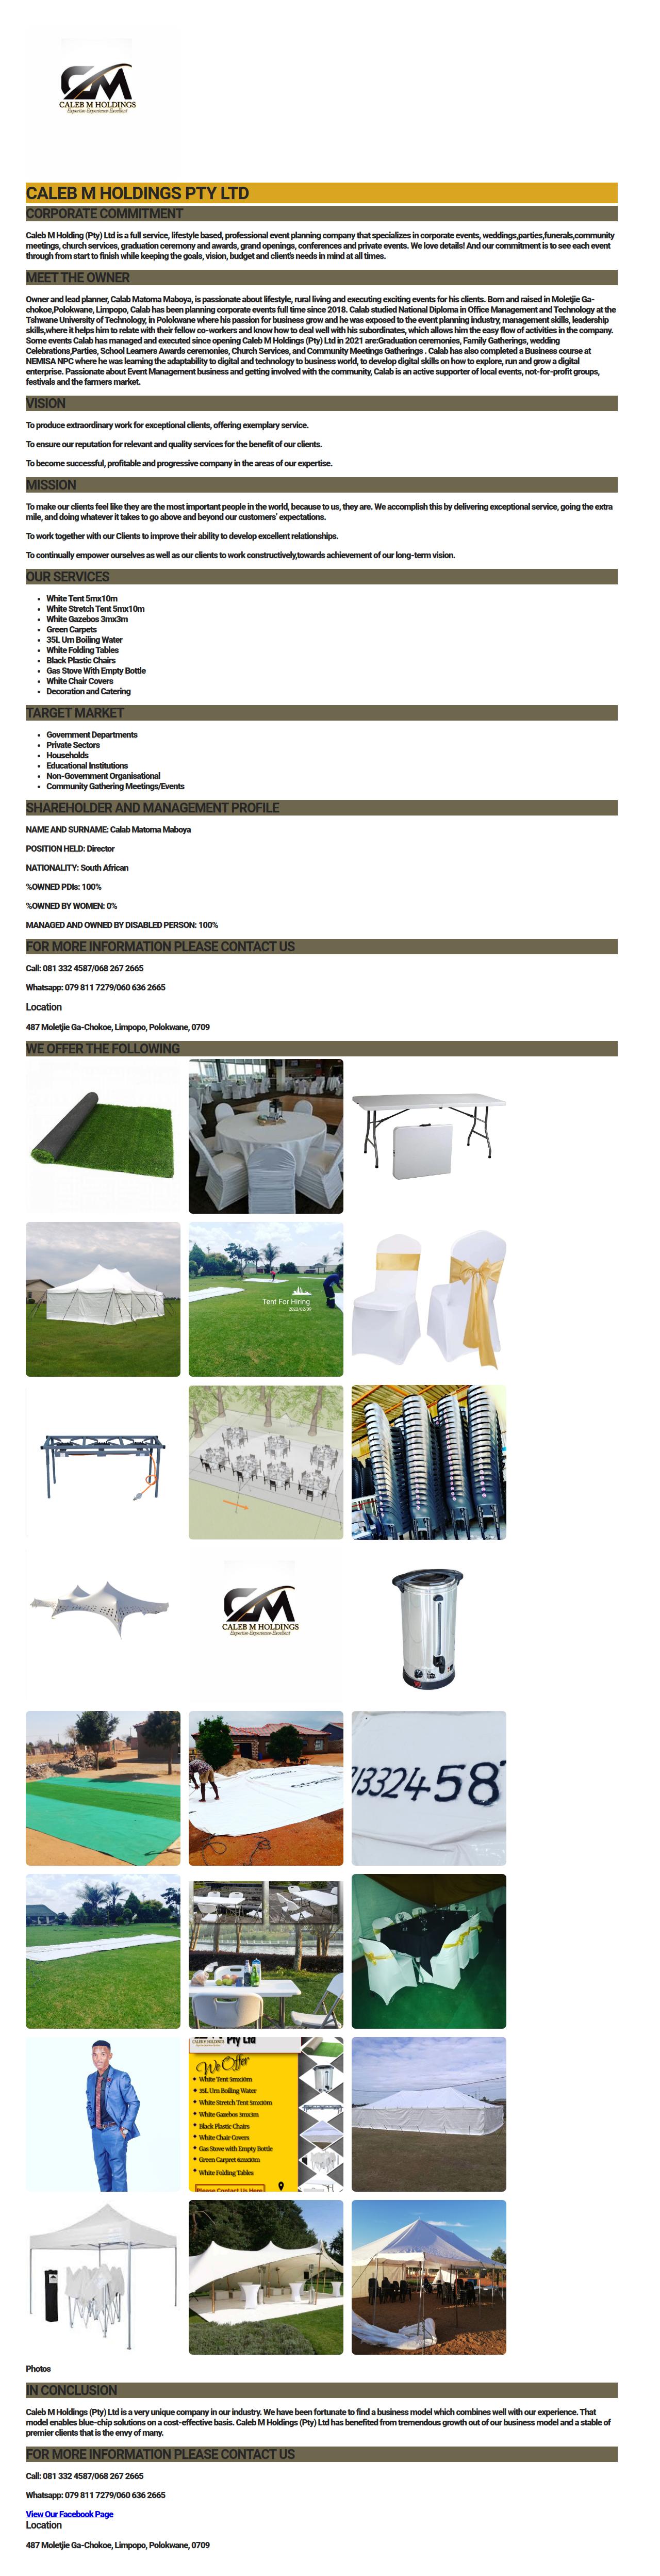 CM
CALEB M HOLDINGS
Expertise-Experience-Excellent
CALEB M HOLDINGS PTY LTD
CORPORATE COMMITMENT
Caleb M Holding (Pty) Ltd is a full service, lifestyle based, professional event planning company that specializes in corporate events, weddings,parties,funerals,community
meetings, church services, graduation ceremony and awards, grand openings, conferences and private events. We love details! And our commitment is to see each event
through from start to finish while keeping the goals, vision, budget and client's needs in mind at all times.
MEET THE OWNER
Owner and lead planner, Calab Matoma Maboya, is passionate about lifestyle, rural living and executing exciting events for his clients. Born and raised in Moletjie Ga-
chokoe,Polokwane, Limpopo, Calab has been planning corporate events full time since 2018. Calab studied National Diploma in Office Management and Technology at the
Tshwane University of Technology, in Polokwane where his passion for business grow and he was exposed to the event planning industry, management skills, leadership
skills,where it helps him to relate with their fellow co-workers and know how to deal well with his subordinates, which allows him the easy flow of activities in the company.
Some events Calab has managed and executed since opening Caleb M Holdings (Pty) Ltd in 2021 are:Graduation ceremonies, Family Gatherings, wedding
Celebrations,Parties, School Learners Awards ceremonies, Church Services, and Community Meetings Gatherings . Calab has also completed a Business course at
NEMISA NPC where he was learning the adaptability to digital and technology to business world, to develop digital skills on how to explore, run and grow a digital
enterprise. Passionate about Event Management business and getting involved with the community, Calab is an active supporter of local events, not-for-profit groups,
festivals and the farmers market.
VISION
To produce extraordinary work for exceptional clients, offering exemplary service.
To ensure our reputation for relevant and quality services for the benefit of our clients.
To become successful, profitable and progressive company in the areas of our expertise.
MISSION
To make our clients feel like they are the most important people in the world, because to us, they are. We accomplish this by delivering exceptional service, going the extra
mile, and doing whatever it takes to go above and beyond our customers' expectations.
To work together with our Clients to improve their ability to develop excellent relationships.
To continually empower ourselves as well as our clients to work constructively,towards achievement of our long-term vision.
OUR SERVICES
White Tent 5mx10m
White Stretch Tent 5mx10m
White Gazebos 3mx3m
Green Carpets
35L Urn Boiling Water
White Folding Tables
Black Plastic Chairs
Gas Stove With Empty Bottle
White Chair Covers
Decoration and Catering
TARGET MARKET
Government Departments
Private Sectors
Households
Educational Institutions
Non-Government Organisational
Community Gathering Meetings/Events
SHAREHOLDER AND MANAGEMENT PROFILE
NAME AND SURNAME: Calab Matoma Maboya
POSITION HELD: Director
NATIONALITY: South African
%OWNED PDIs: 100%
%OWNED BY WOMEN: 0%
MANAGED AND OWNED BY DISABLED PERSON: 100%
FOR MORE INFORMATION PLEASE CONTACT US
Call: 081 332 4587/068 267 2665
Whatsapp: 079 811 7279/060 636 2665
Location
487 Moletjie Ga-Chokoe, Limpopo, Polokwane, 0709
WE OFFER THE FOLLOWING
Tent For Hiring
2022/02/09
CM
CALEB M HOLDINGS
Expertise-Experience-Excellent
1332458
Pty Ltd
We Offer
White Tent 5mx10m
35L Urn Boiling Water
White Stretch Tent 5mx10m
White Gazebos 3mx3m
Black Plastic Chairs
White Chair Covers
Gas Stove with Empty Bottle
Green Carpret 6mx10m
White Folding Tables
Please Contact Us Here
Photos
IN CONCLUSION
Caleb M Holdings (Pty) Ltd is a very unique company in our industry. We have been fortunate to find a business model which combines well with our experience. That
model enables blue-chip solutions on a cost-effective basis. Caleb M Holdings (Pty) Ltd has benefited from tremendous growth out of our business model and a stable of
premier clients that is the envy of many.
FOR MORE INFORMATION PLEASE CONTACT US
Call: 081 332 4587/068 267 2665
Whatsapp: 079 811 7279/060 636 2665
View Our Facebook Page
Location
487 Moletjie Ga-Chokoe, Limpopo, Polokwane, 0709